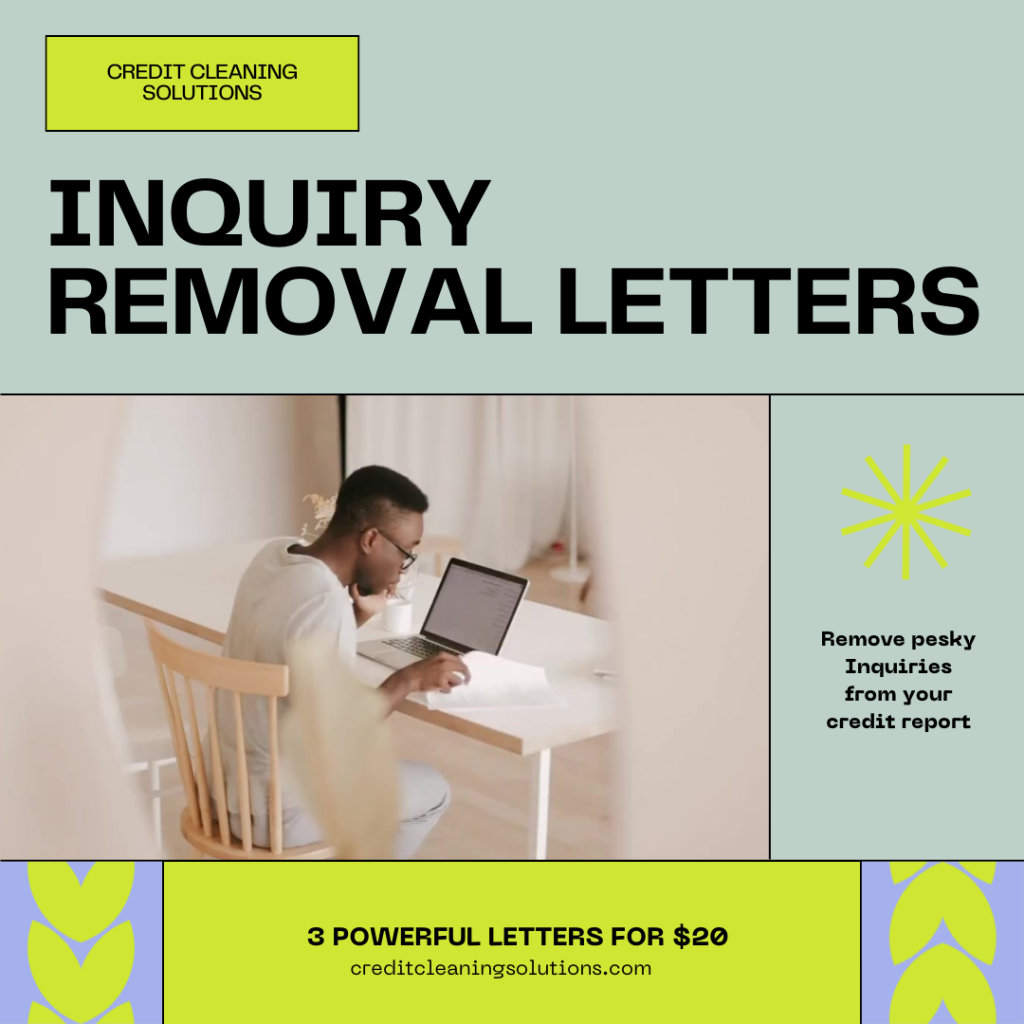 CREDIT CLEANING
SOLUTIONS
INQUIRY
REMOVAL LETTERS
Remove pesky
Inquiries
from your
credit report
3 POWERFUL LETTERS FOR $20
creditcleaningsolutions.com